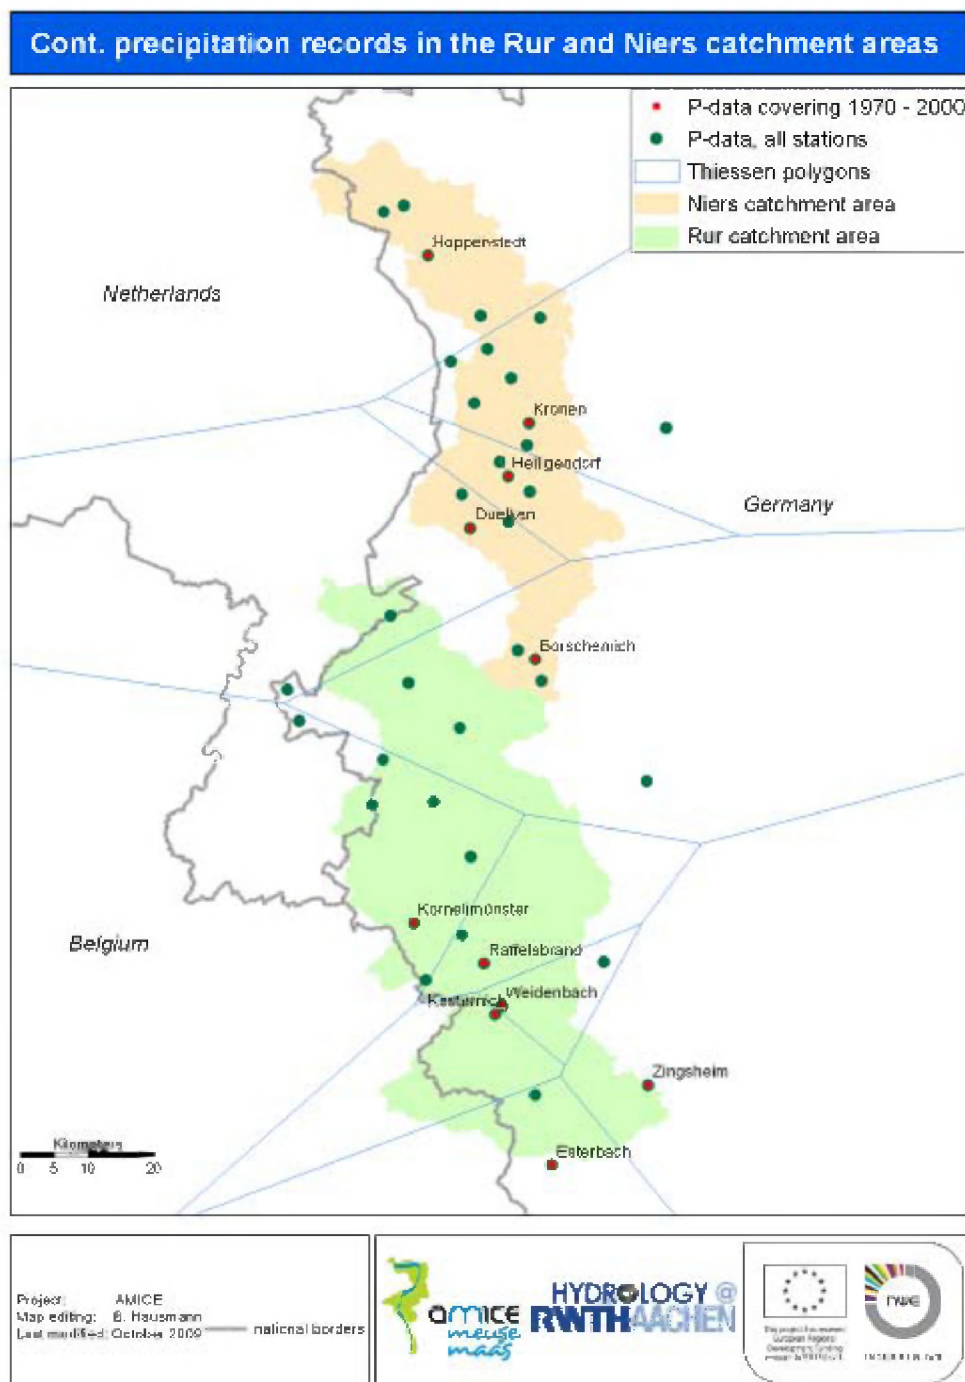 Cont. precipitation records in the Rur and Niers catchment areas
P-data covering 1970 - 2000
P-data, all stations
Thiessen polygons
Niers catchment area
Rur catchment area
Hoppenstedt
Netherlands
Kronen
Heiligendorf
Germany
Duelken
Borschemich
Kornelimünster
Belgium
Raffelsbrand
Weidenbach
Kesternich
Zingsheim
Kilometers
0 5 10 20
Esterbach
Project: AMICE
Map editing: B. Hausmann
Last modified: October 2009
national borders
amice
meuse
maas
HYDROLOGY @
RWTHAACHEN